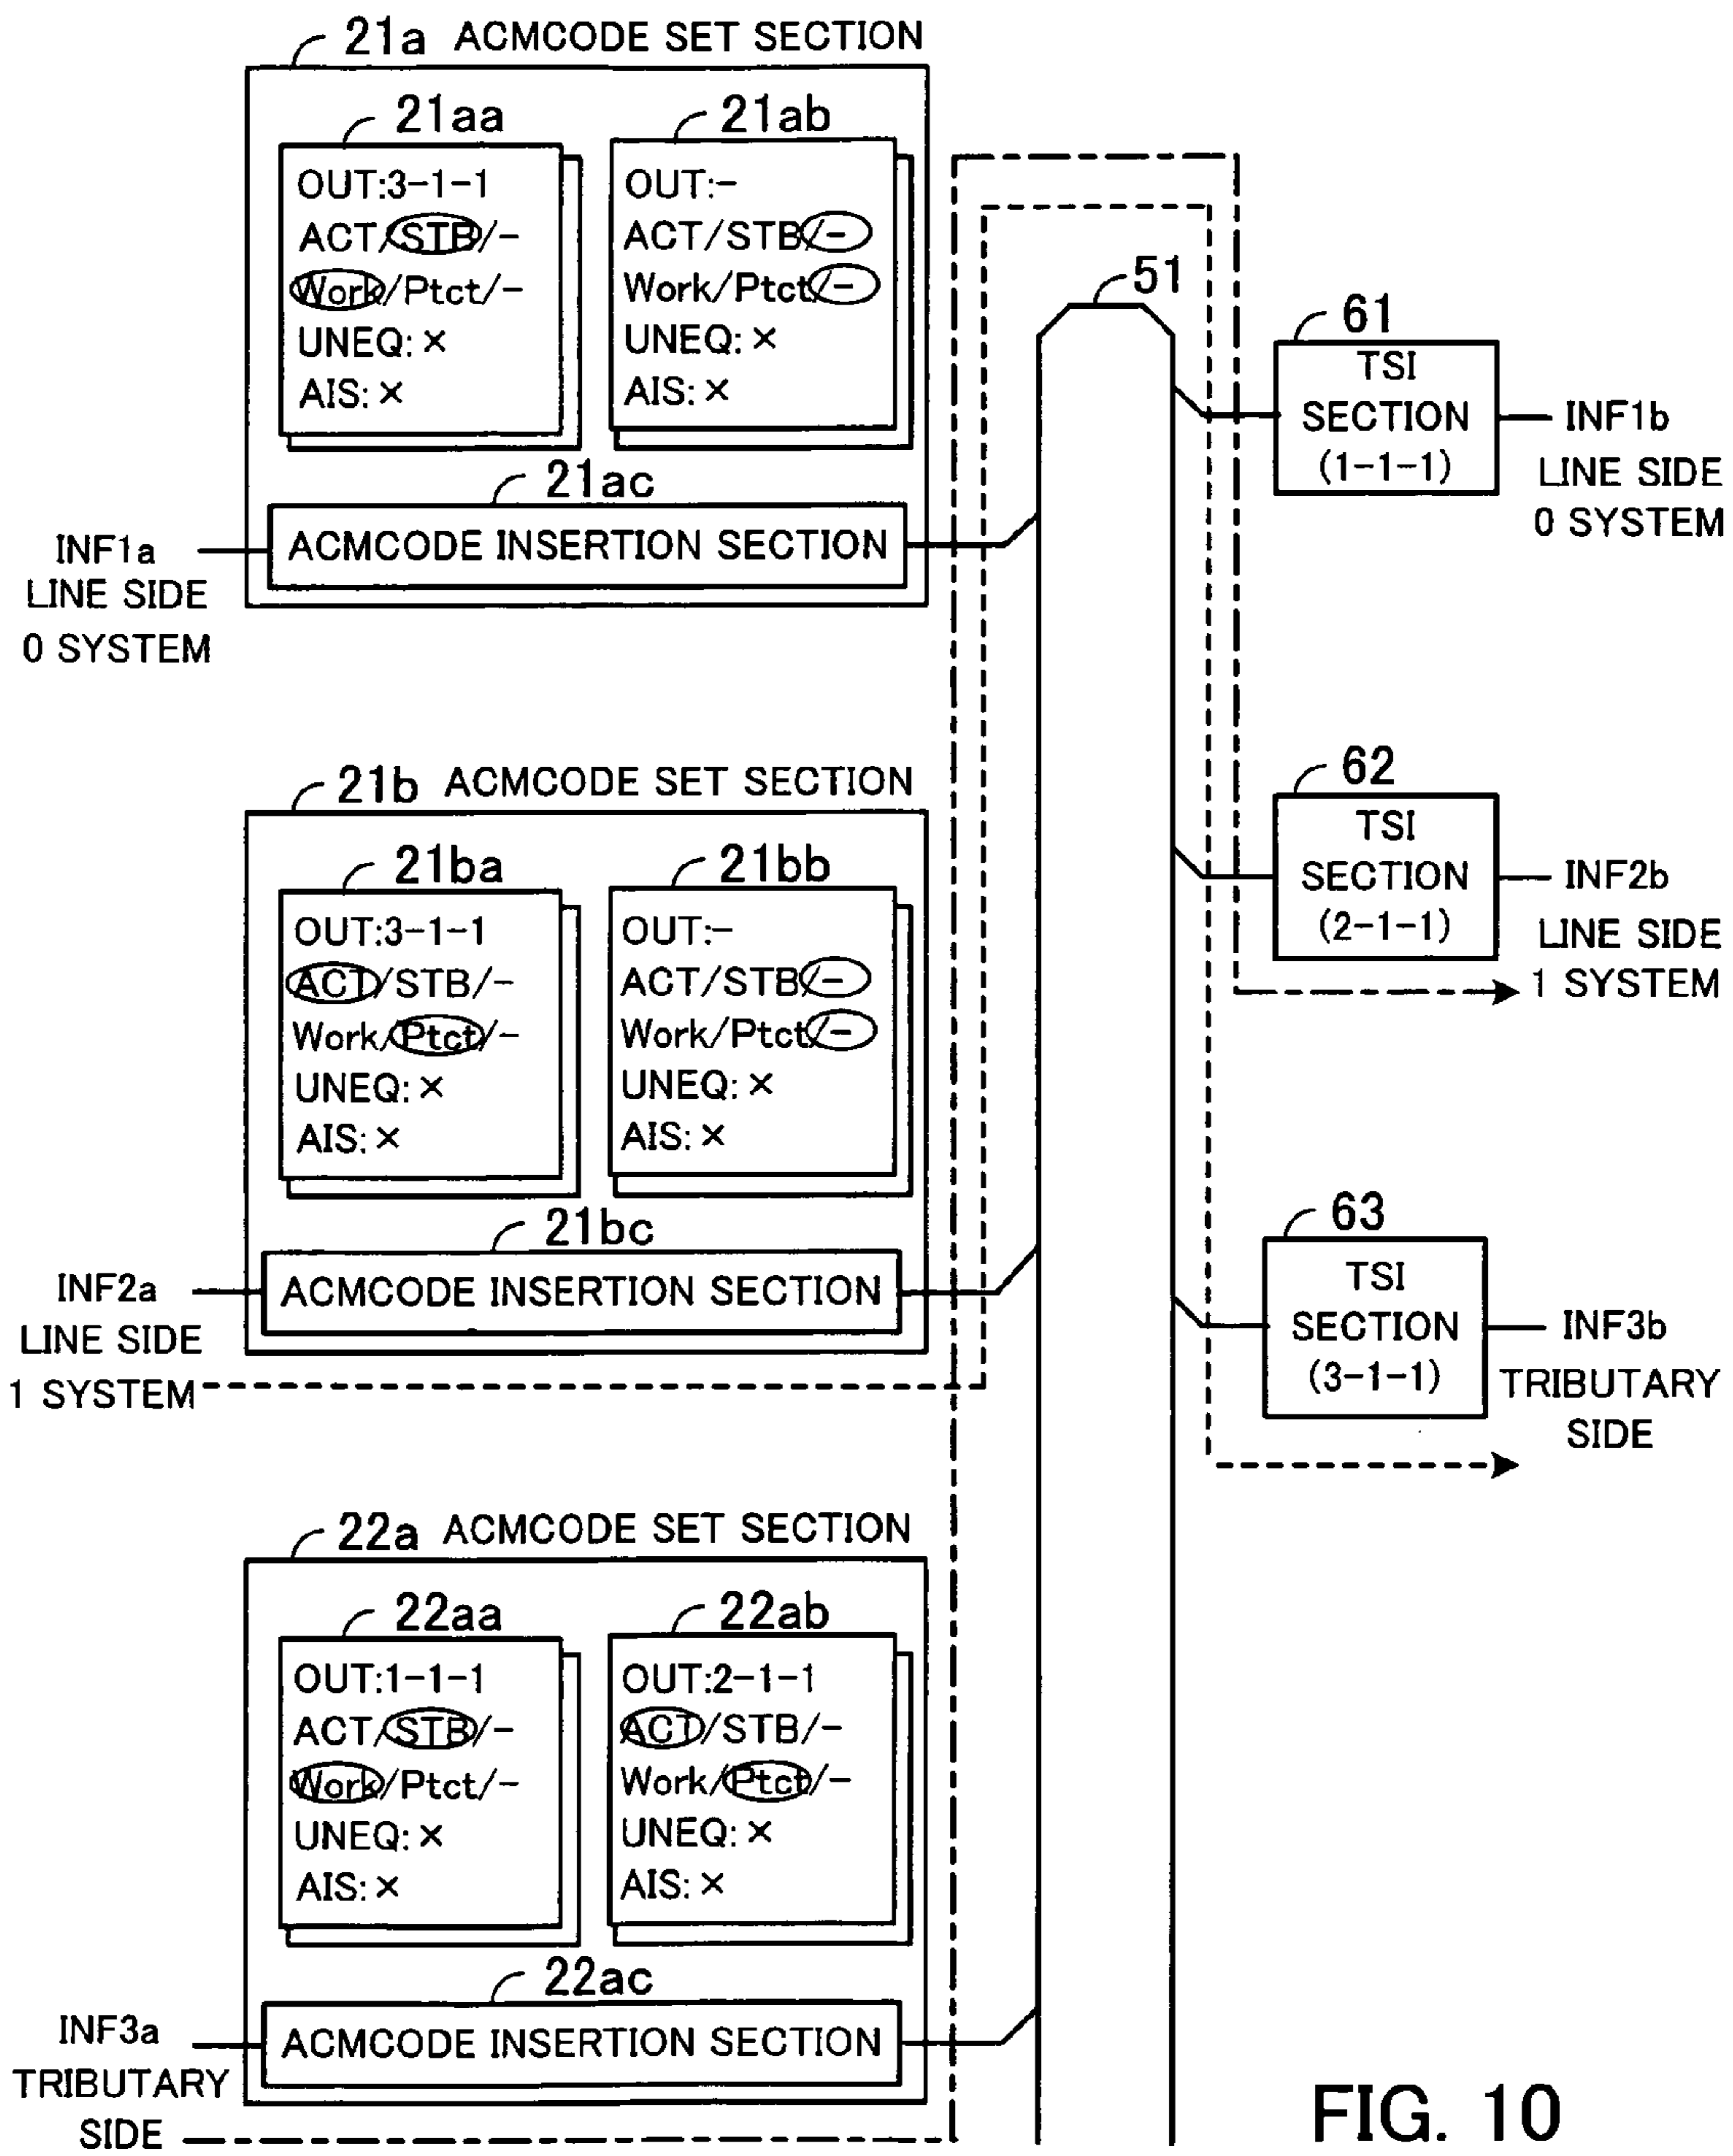 21a ACMCODE SET SECTION
21aa
OUT:3-1-1
ACT/STB/-
Work/Ptct/-
UNEQ:×
AIS:×
21ab
OUT:-
ACT/STB/-
Work/Ptct/-
UNEQ:×
AIS:×
21ac
ACMCODE INSERTION SECTION
INF1a
LINE SIDE
0 SYSTEM
51
61
TSI
SECTION
(1-1-1)
INF1b
LINE SIDE
0 SYSTEM
21b ACMCODE SET SECTION
21ba
OUT:3-1-1
ACT/STB/-
Work/Ptct/-
UNEQ:×
AIS:×
21bb
OUT:-
ACT/STB/-
Work/Ptct/-
UNEQ:×
AIS:×
21bc
ACMCODE INSERTION SECTION
INF2a
LINE SIDE
1 SYSTEM
62
TSI
SECTION
(2-1-1)
INF2b
LINE SIDE
1 SYSTEM
63
TSI
SECTION
(3-1-1)
INF3b
TRIBUTARY
SIDE
22a ACMCODE SET SECTION
22aa
OUT:1-1-1
ACT/STB/-
Work/Ptct/-
UNEQ:×
AIS:×
22ab
OUT:2-1-1
ACT/STB/-
Work/Ptct/-
UNEQ:×
AIS:×
22ac
ACMCODE INSERTION SECTION
INF3a
TRIBUTARY
SIDE
FIG. 10